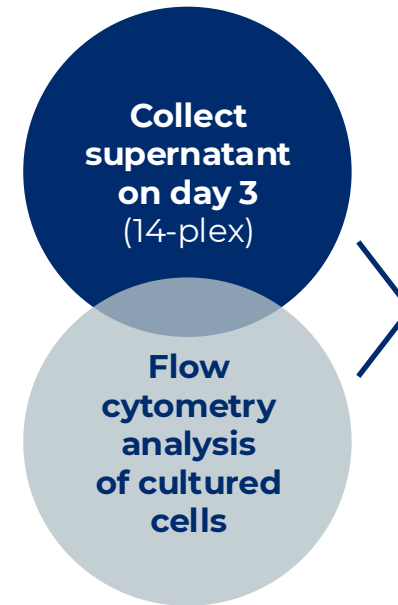 Collect
supernatant
on day 3
(14-plex)
Flow
cytometry
analysis
of cultured
cells